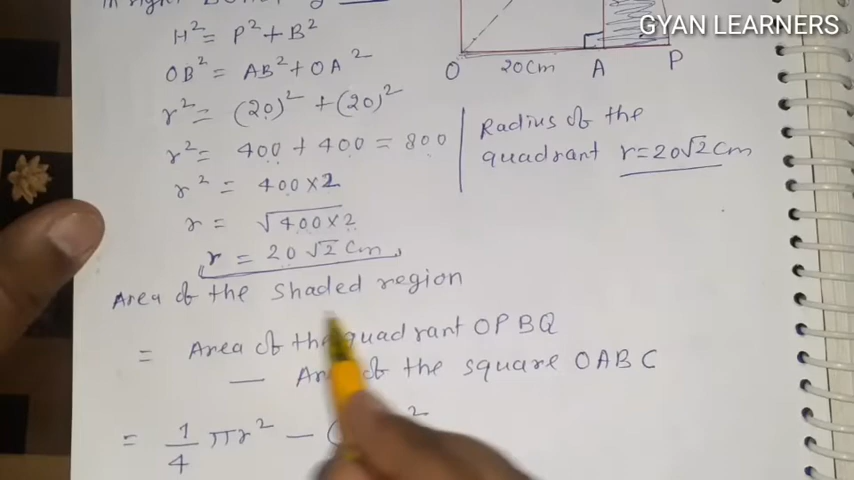 GYAN LEARNERS
H² = P² + B²
OB² = AB² + OA²
r² = (20)² + (20)²
r² = 400 + 400 = 800
r² = 400 × 2
r = √400×2
r = 20√2 cm
O 20cm A P
Radius of the
quadrant r = 20√2 cm
Area of the shaded region
= Area of the quadrant OPBQ
— of the square OABC
= 1/4 πr² — ( ²